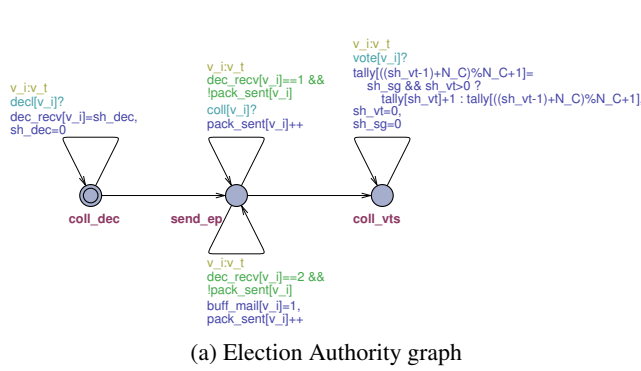 v_i:v_t
decl[v_i]?
dec_recv[v_i]=sh_dec,
sh_dec=0
coll_dec
v_i:v_t
dec_recv[v_i]==1 &&
!pack_sent[v_i]
coll[v_i]?
pack_sent[v_i]++
send_ep
v_i:v_t
dec_recv[v_i]==2 &&
!pack_sent[v_i]
buff_mail[v_i]=1,
pack_sent[v_i]++
v_i:v_t
vote[v_i]?
tally[((sh_vt-1)+N_C)%N_C+1]=
sh_sg && sh_vt>0 ?
tally[sh_vt]+1 : tally[((sh_vt-1)+N_C)%N_C+1],
sh_vt=0,
sh_sg=0
coll_vts
(a) Election Authority graph